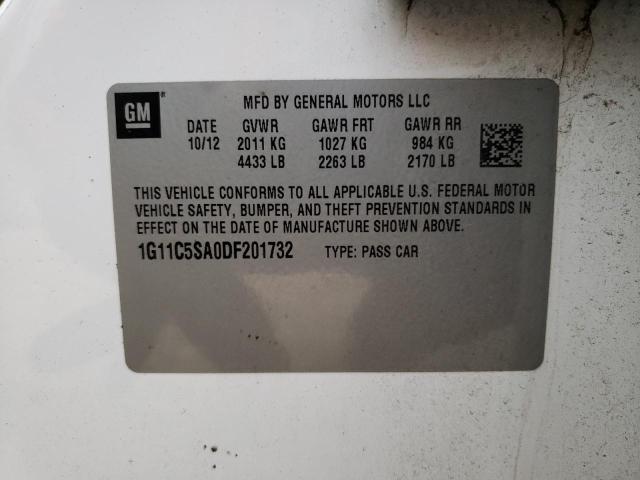 GM®
MFD BY GENERAL MOTORS LLC
DATE GVWR GAWR FRT GAWR RR
10/12 2011 KG 1027 KG 984 KG
4433 LB 2263 LB 2170 LB
THIS VEHICLE CONFORMS TO ALL APPLICABLE U.S. FEDERAL MOTOR
VEHICLE SAFETY, BUMPER, AND THEFT PREVENTION STANDARDS IN
EFFECT ON THE DATE OF MANUFACTURE SHOWN ABOVE.
1G11C5SA0DF201732 TYPE: PASS CAR